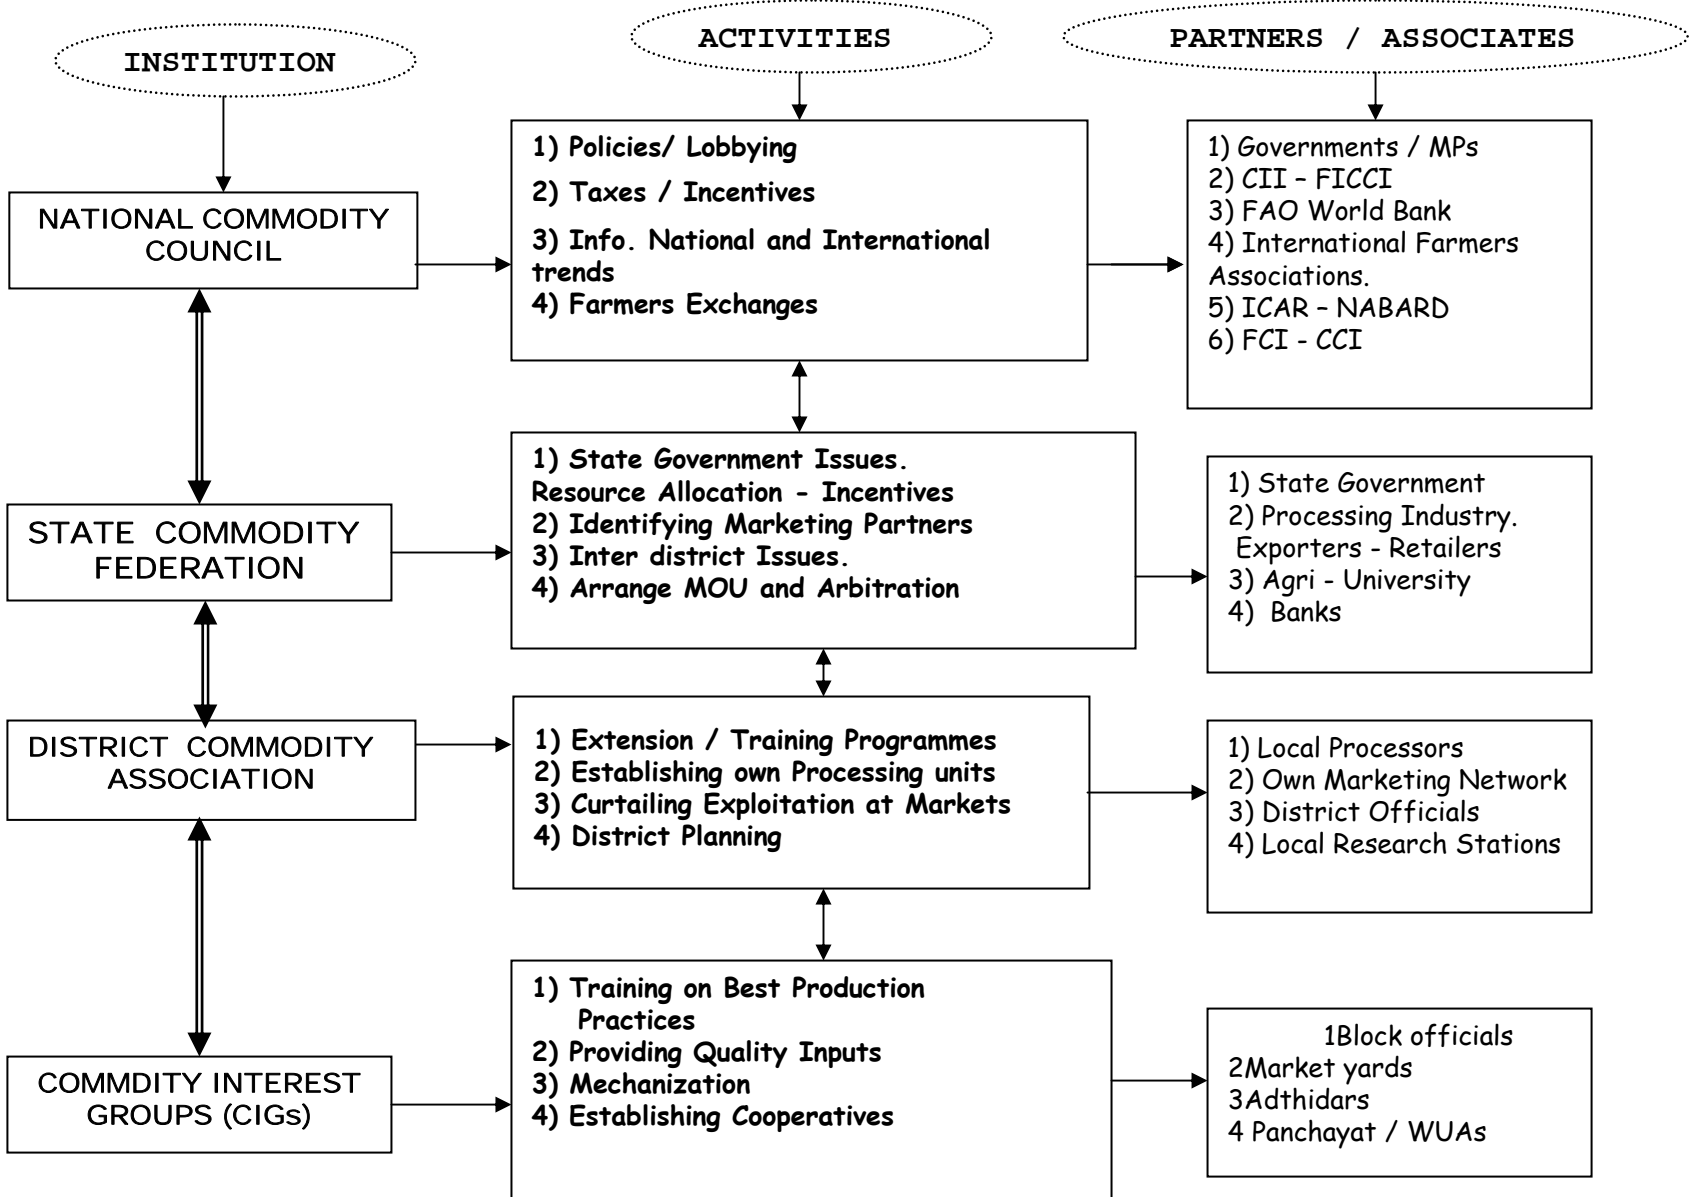 INSTITUTION
ACTIVITIES
PARTNERS / ASSOCIATES
NATIONAL COMMODITY
COUNCIL
1) Policies/ Lobbying
2) Taxes / Incentives
3) Info. National and International
trends
4) Farmers Exchanges
1) Governments / MPs
2) CII – FICCI
3) FAO World Bank
4) International Farmers
Associations.
5) ICAR – NABARD
6) FCI - CCI
STATE COMMODITY
FEDERATION
1) State Government Issues.
Resource Allocation - Incentives
2) Identifying Marketing Partners
3) Inter district Issues.
4) Arrange MOU and Arbitration
1) State Government
2) Processing Industry.
Exporters - Retailers
3) Agri - University
4) Banks
DISTRICT COMMODITY
ASSOCIATION
1) Extension / Training Programmes
2) Establishing own Processing units
3) Curtailing Exploitation at Markets
4) District Planning
1) Local Processors
2) Own Marketing Network
3) District Officials
4) Local Research Stations
COMMDITY INTEREST
GROUPS (CIGs)
1) Training on Best Production
Practices
2) Providing Quality Inputs
3) Mechanization
4) Establishing Cooperatives
1Block officials
2Market yards
3Adthidars
4 Panchayat / WUAs